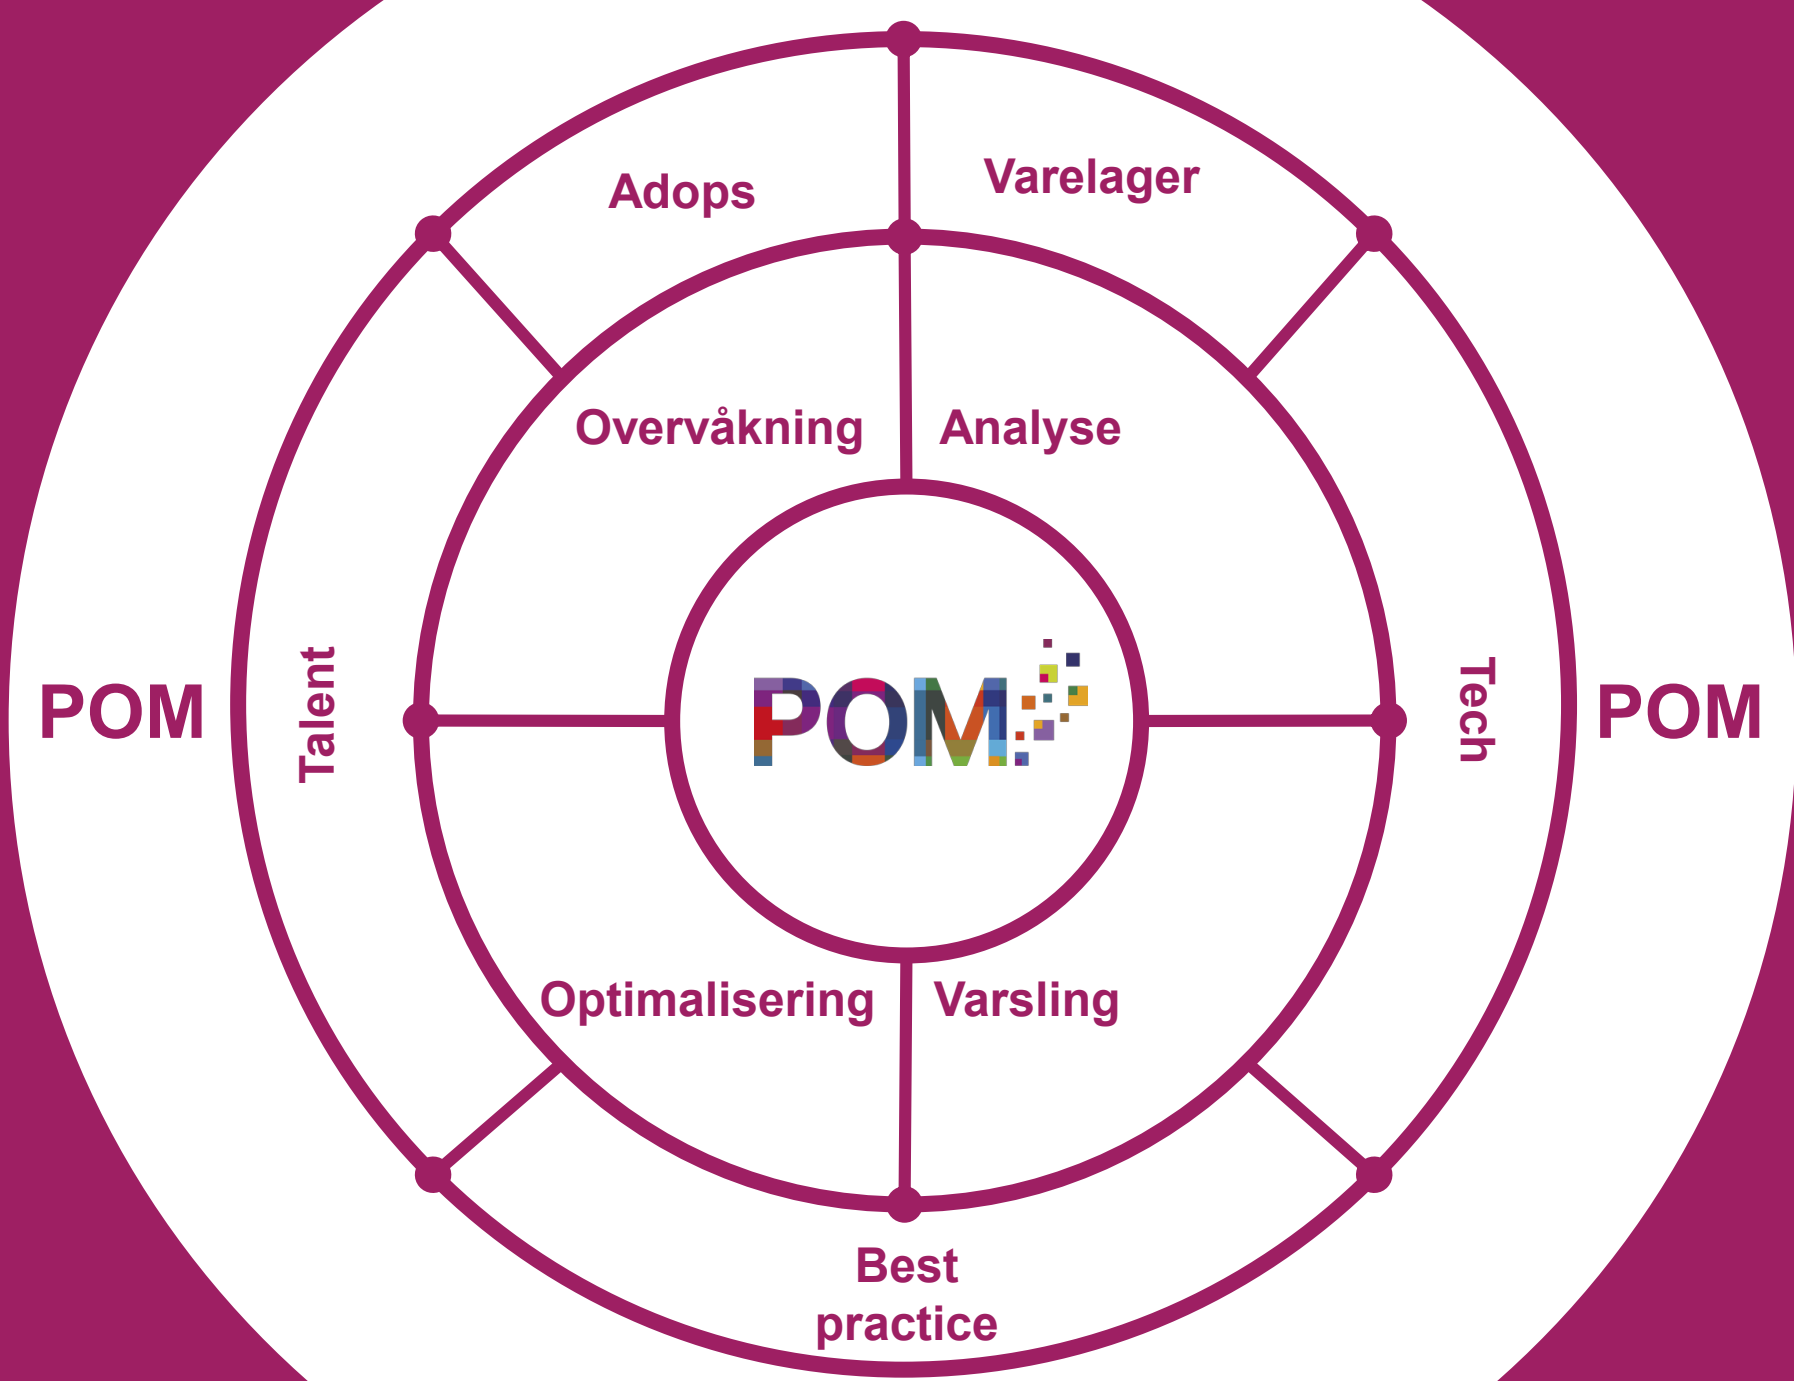 Adops
Varelager
Overvåkning
Analyse
POM
Talent
POM
Tech
POM
Optimalisering
Varsling
Best
practice